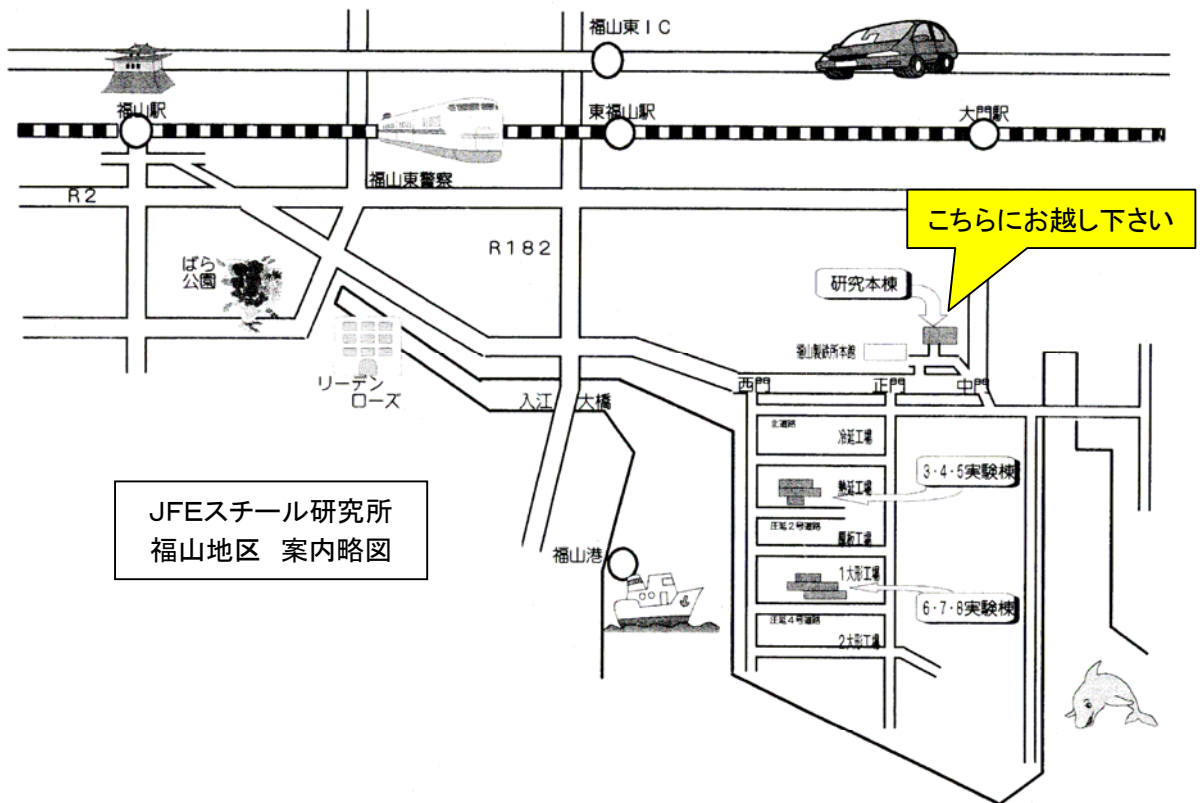 福山東IC
福山駅
東福山駅
大門駅
福山東警察
R2
こちらにお越し下さい
R182
ばら
公園
研究本棟
福山製鉄所本館
リーデン
ローズ
西門
正門
中門
入江大橋
北道路
冷延工場
3・4・5実験棟
熱延工場
JFEスチール研究所
福山地区 案内略図
圧延2号道路
厚板工場
福山港
1大形工場
6・7・8実験棟
圧延4号道路
2大形工場